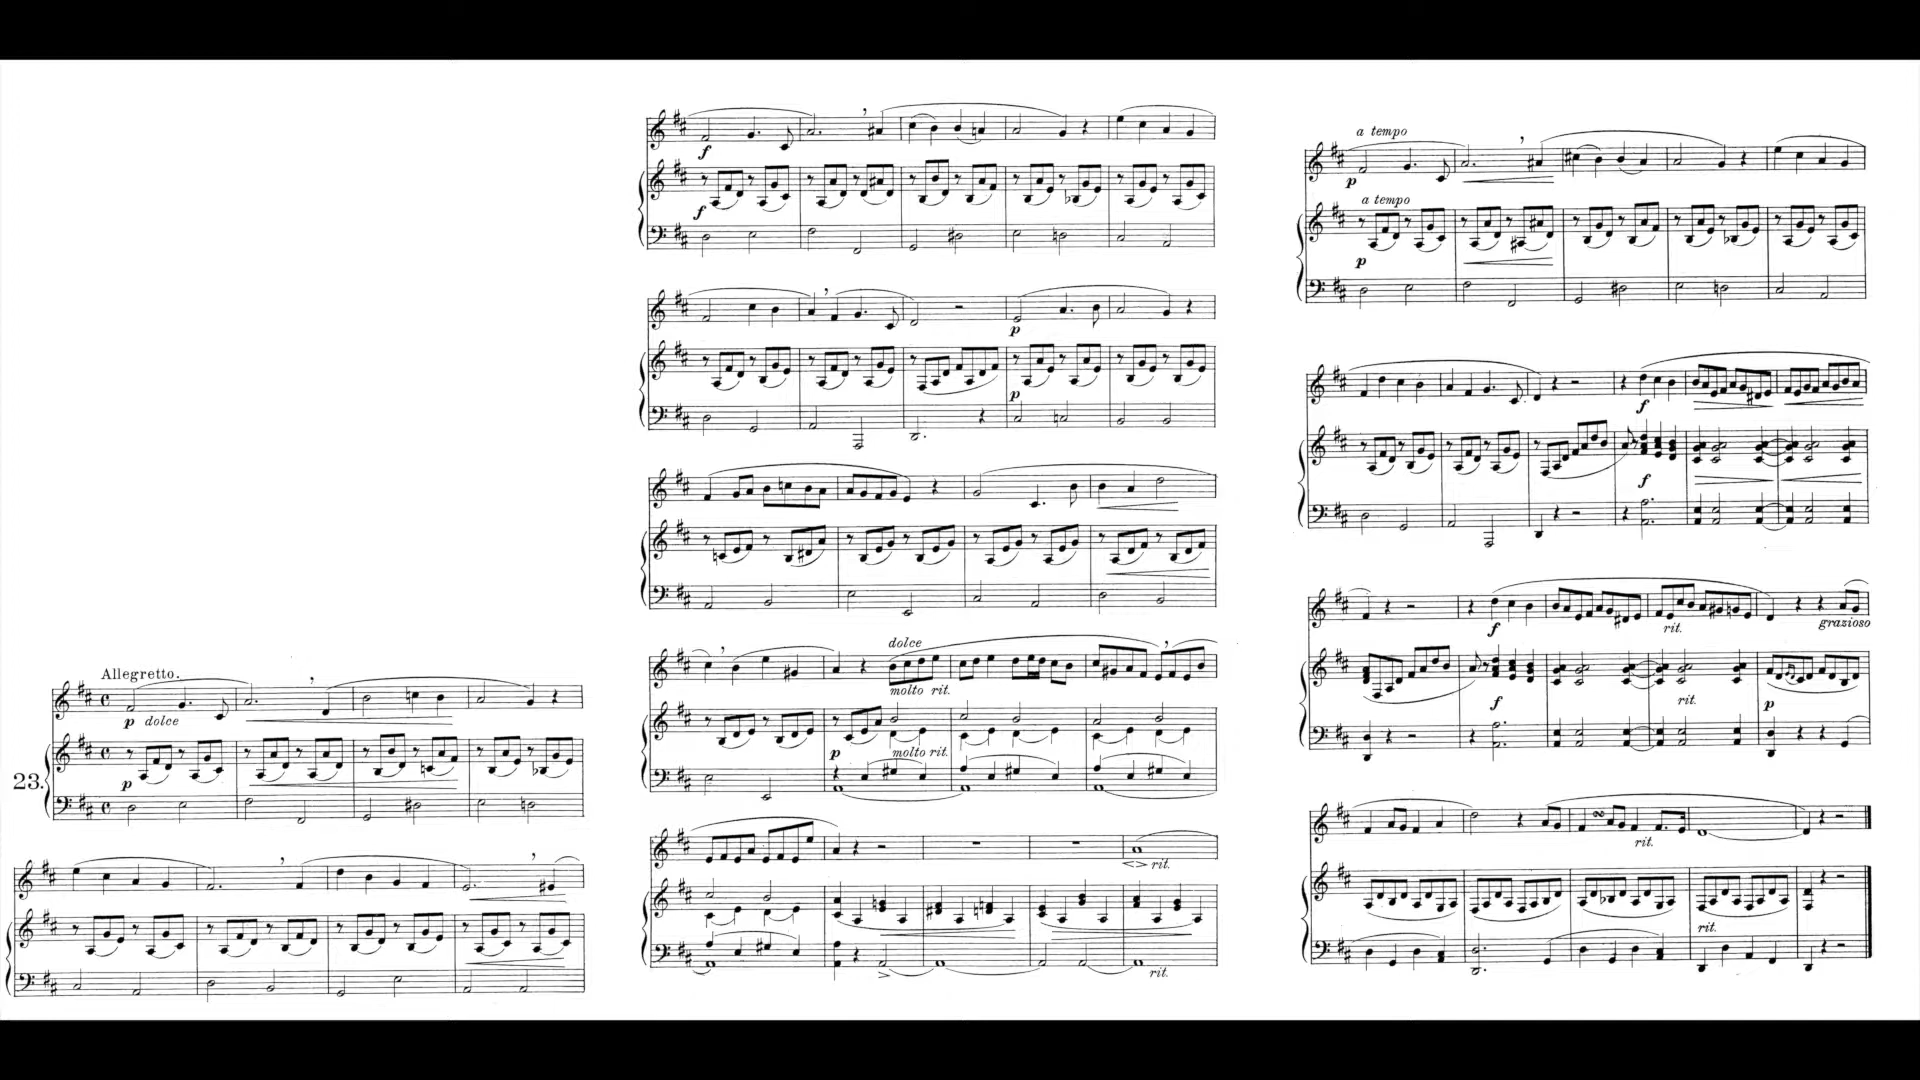 Allegretto.
p dolce
p
23.
f
f
p
p
dolce
molto rit.
p molto rit.
rit.
rit.
a tempo
p
a tempo
p
f
f
f rit. grazioso
f rit. p
rit.
rit.